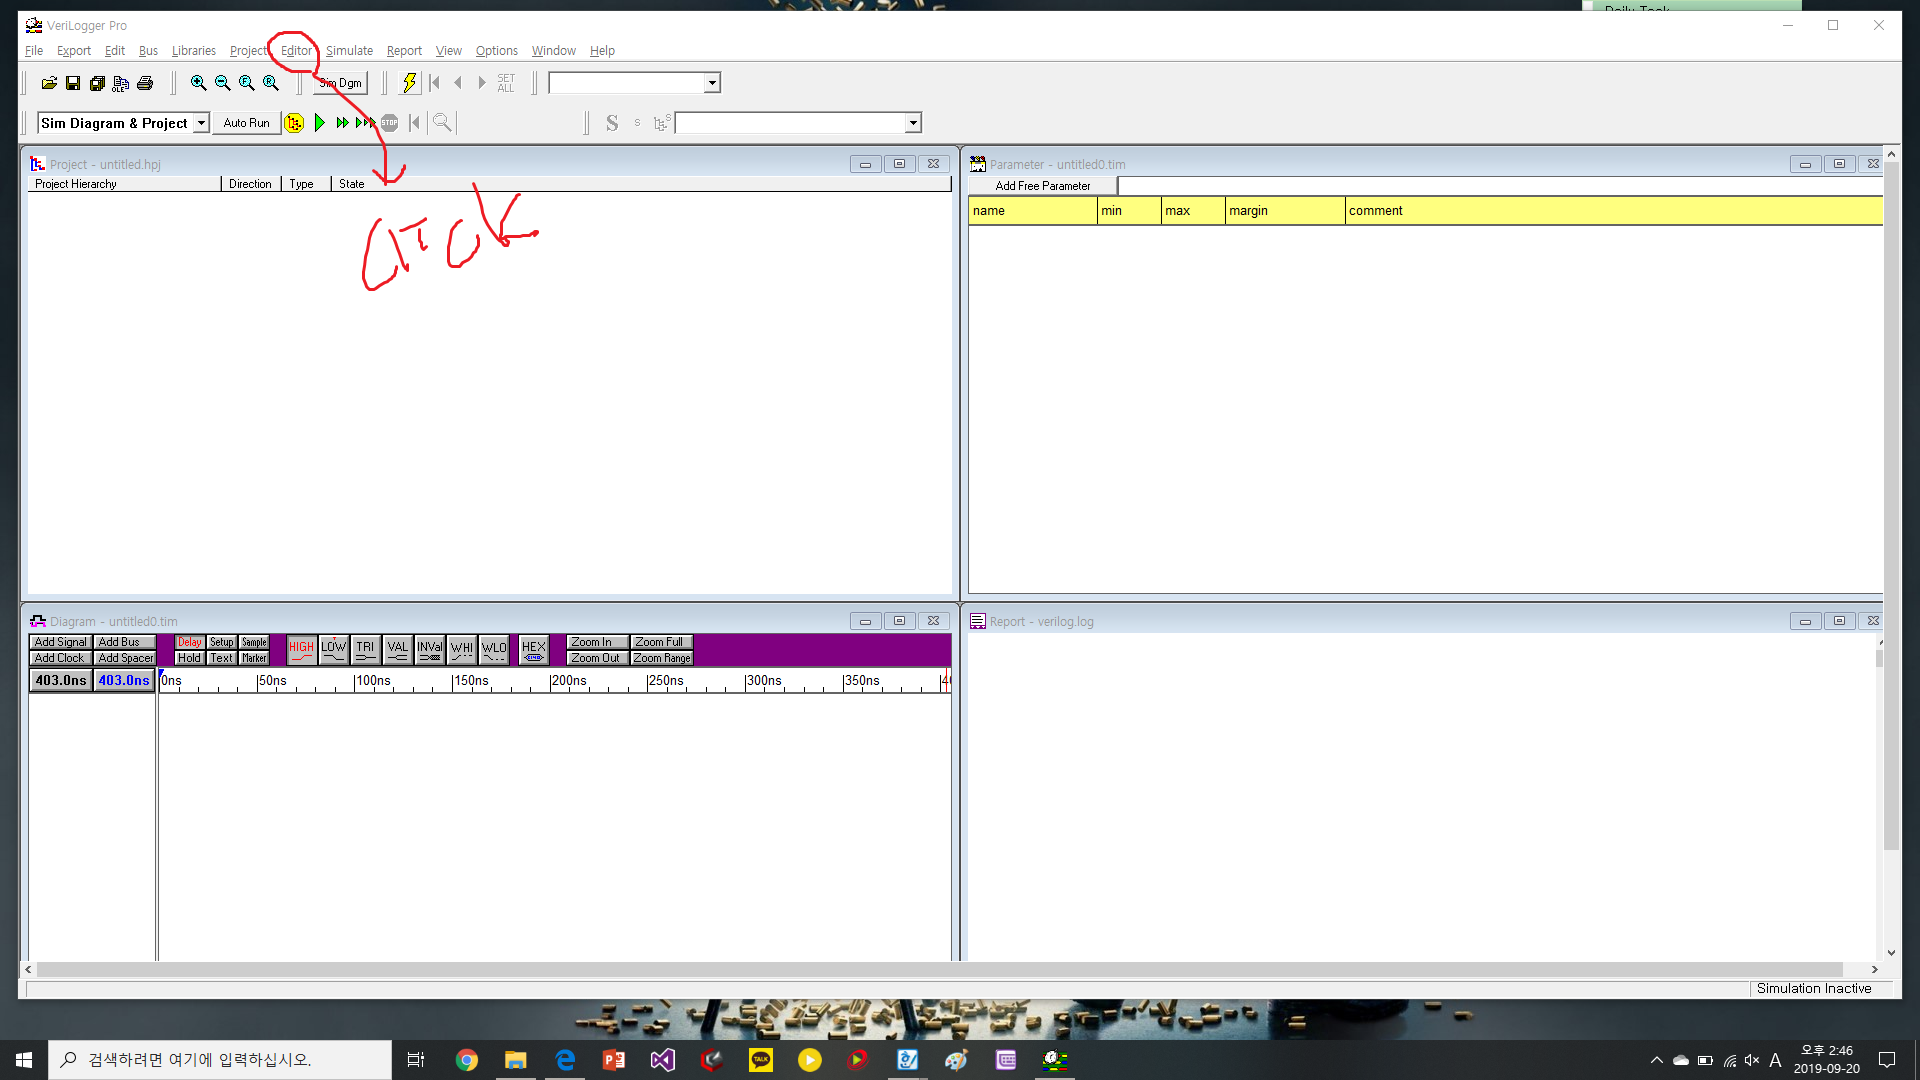 Daily Task
VeriLogger Pro
File Export Edit Bus Libraries Project Editor Simulate Report View Options Window Help
Sim Dgm
SET ALL
Sim Diagram & Project Auto Run STOP S s
Project - untitled.hpj
Project Hierarchy Direction Type State
Click
Parameter - untitled0.tim
Add Free Parameter
name min max margin comment
Diagram - untitled0.tim
Add Signal Add Bus Delay Setup Sample HIGH LOW TRI VAL INVal WHI WLO HEX Zoom In Zoom Full
Add Clock Add Spacer Hold Text Marker Zoom Out Zoom Range
403.0ns 403.0ns 0ns 50ns 100ns 150ns 200ns 250ns 300ns 350ns
Report - verilog.log
Simulation Inactive
검색하려면 여기에 입력하십시오.
TALK
A
오후 2:46
2019-09-20